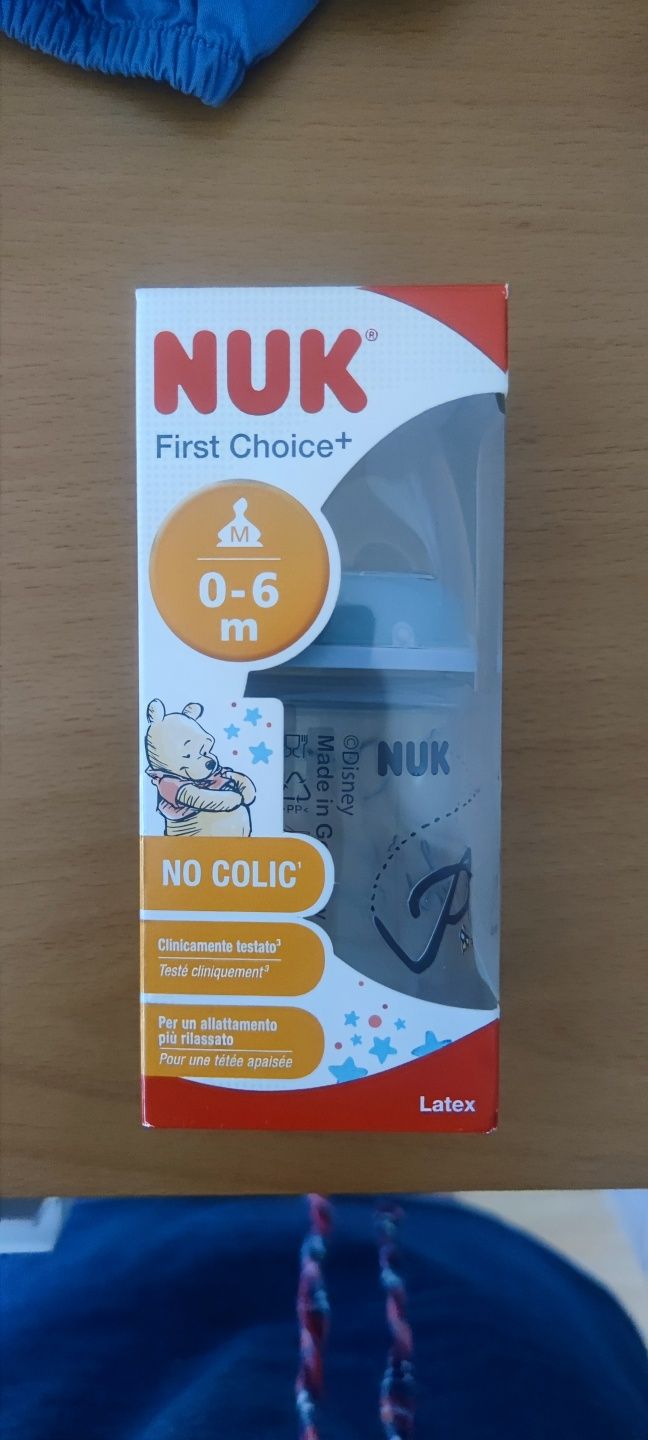 NUK®
First Choice+
M
0-6
m
©Disney
Made in G
PP
NUK
NO COLIC¹
Clinicamente testato³
Testé cliniquement³
Per un allattamento
più rilassato
Pour une tétée apaisée
Latex